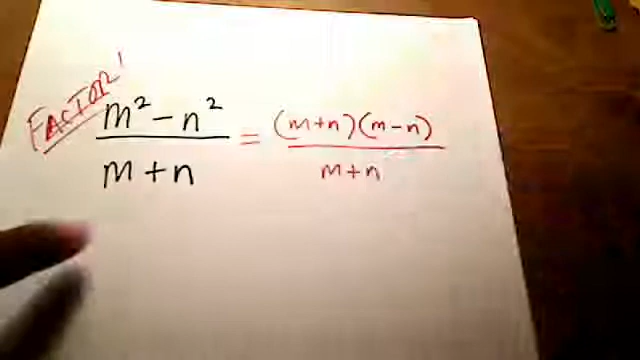 FACTOR!
m² - n² = (m+n)(m-n)
m + n m+n